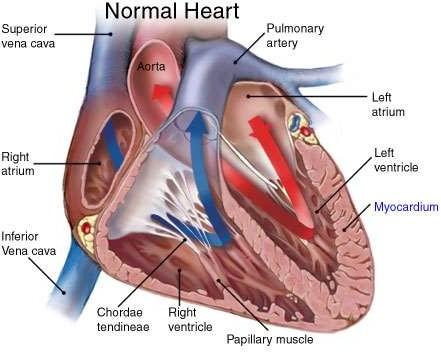 Normal Heart
Superior
vena cava
Pulmonary
artery
Aorta
Left
atrium
Right
atrium
Left
ventricle
Myocardium
Inferior
Vena cava
Chordae
tendineae
Right
ventricle
Papillary muscle